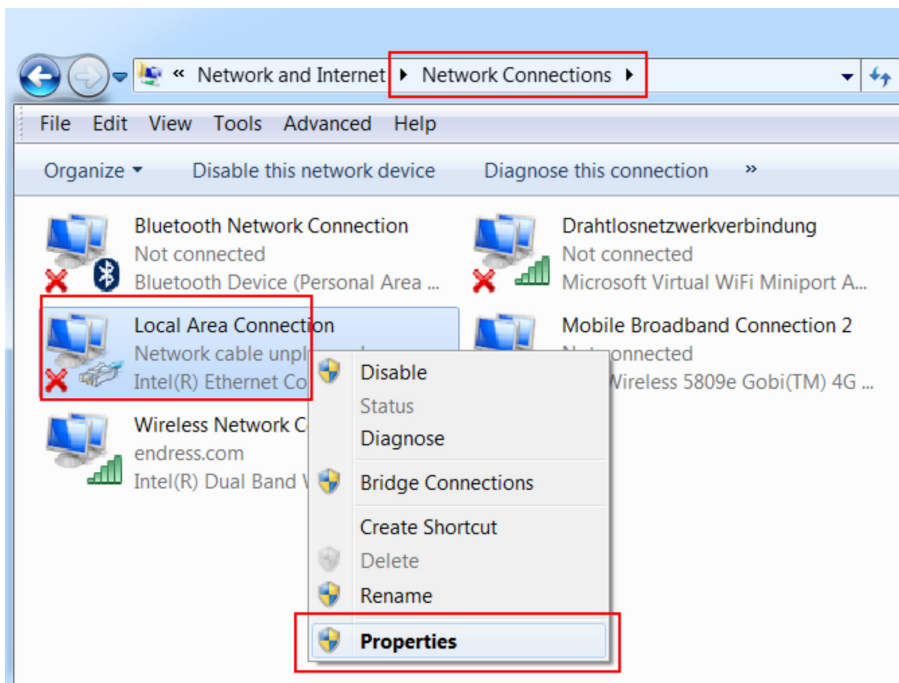 « Network and Internet ▸ Network Connections ▸
File Edit View Tools Advanced Help
Organize Disable this network device Diagnose this connection »
Bluetooth Network Connection
Not connected
Bluetooth Device (Personal Area ...
Drahtlosnetzwerkverbindung
Not connected
Microsoft Virtual WiFi Miniport A...
Local Area Connection
Network cable
Intel(R) Ethernet
Mobile Broadband Connection 2
Wireless 5809e Gobi(TM) 4G ...
Wireless Network
endress.com
Intel(R) Dual Band
Disable
Status
Diagnose
Bridge Connections
Create Shortcut
Delete
Rename
Properties